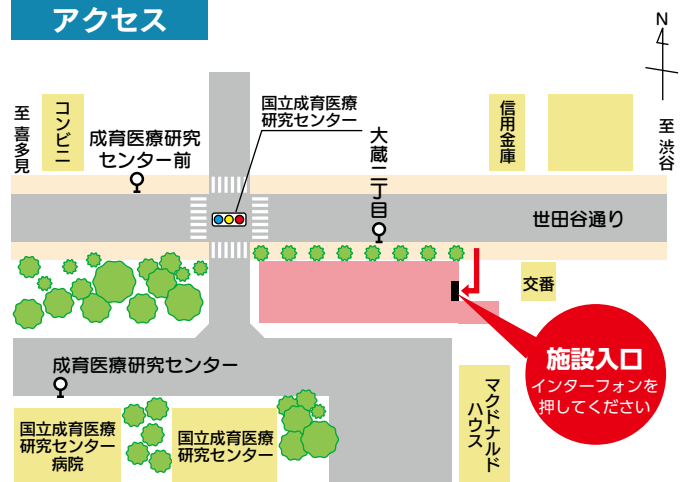 アクセス
N
至 喜多見
コンビニ
成育医療研究
センター前
国立成育医療
研究センター
大蔵二丁目
信用金庫
至 渋谷
世田谷通り
交番
施設入口
インターフォンを
押してください
成育医療研究センター
国立成育医療
研究センター
病院
国立成育医療
研究センター
マクドナルド
ハウス